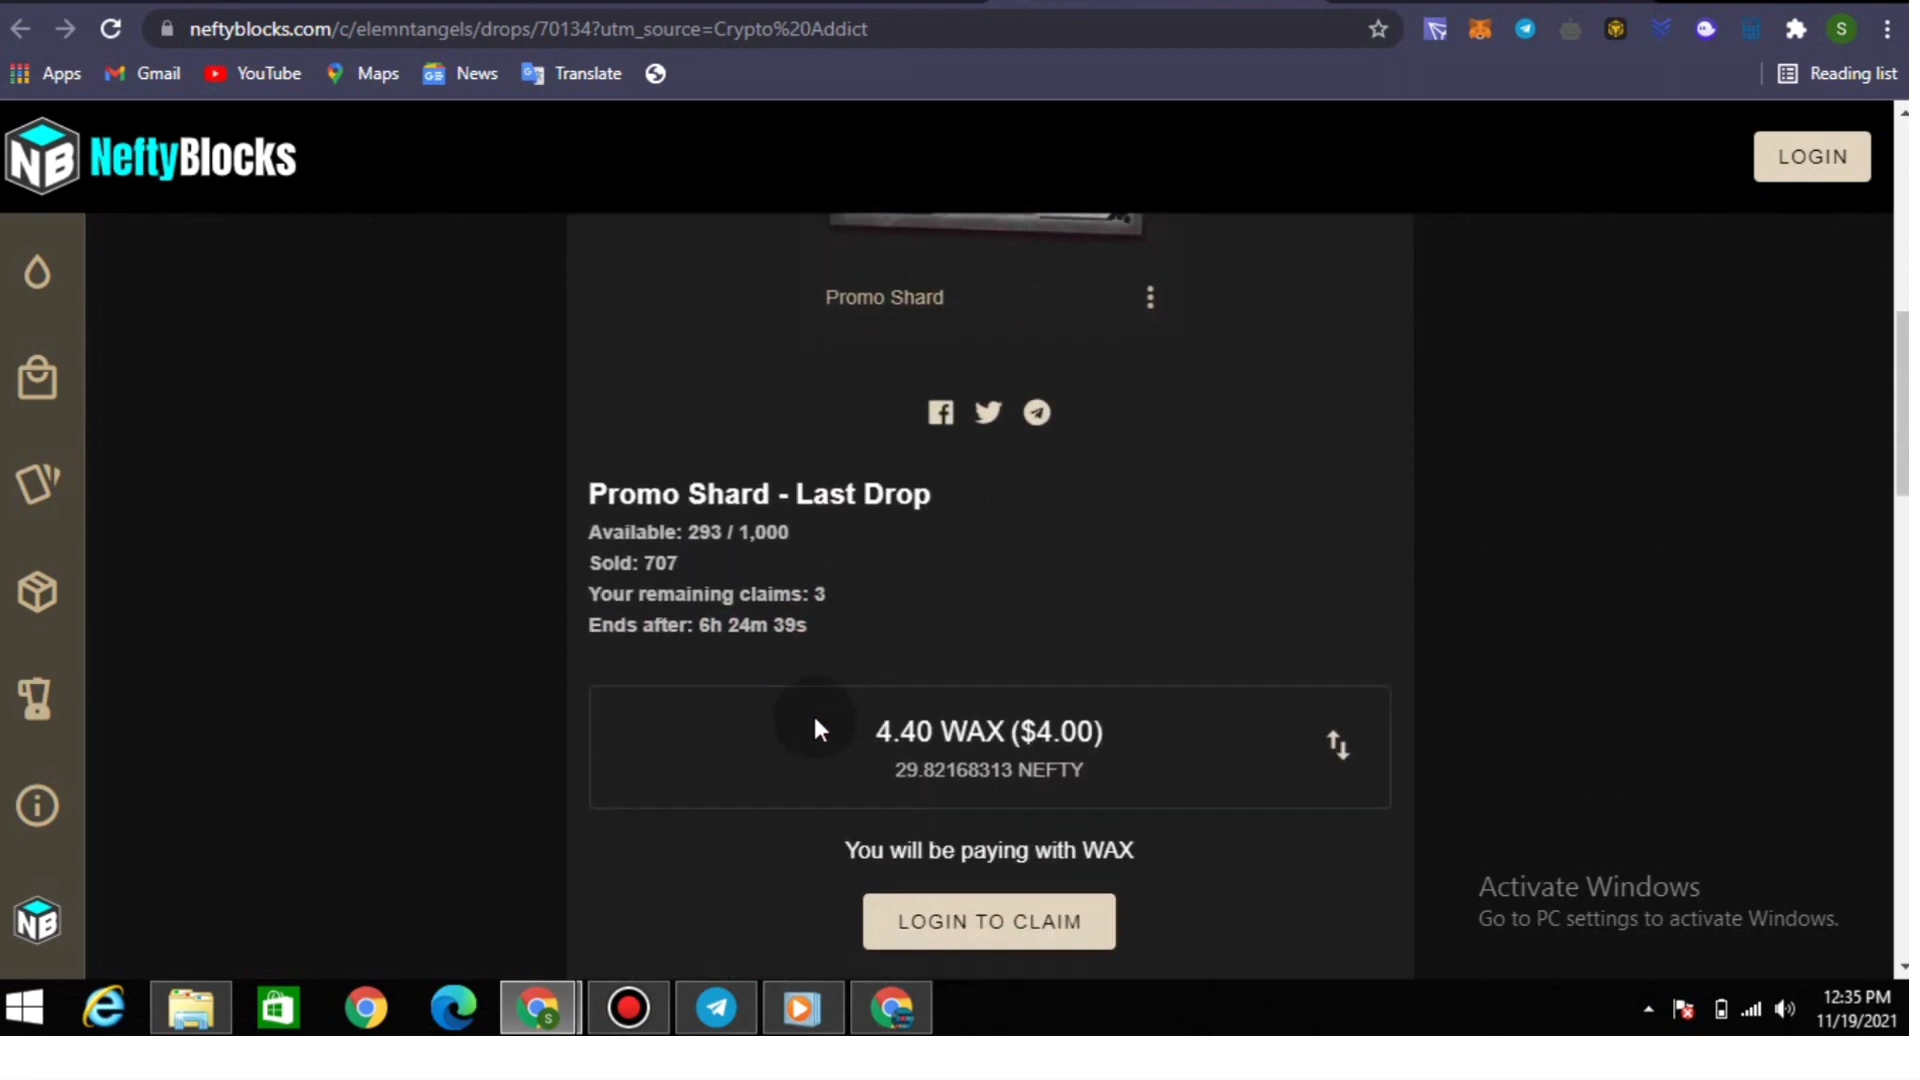 neftyblocks.com/c/elemntangels/drops/70134?utm_source=Crypto%20Addict
S
Apps Gmail YouTube Maps News Translate Reading list
NB NeftyBlocks LOGIN
Promo Shard
Promo Shard - Last Drop
Available: 293 / 1,000
Sold: 707
Your remaining claims: 3
Ends after: 6h 24m 39s
4.40 WAX ($4.00)
29.82168313 NEFTY
You will be paying with WAX
LOGIN TO CLAIM
NB
Activate Windows
Go to PC settings to activate Windows.
12:35 PM
11/19/2021